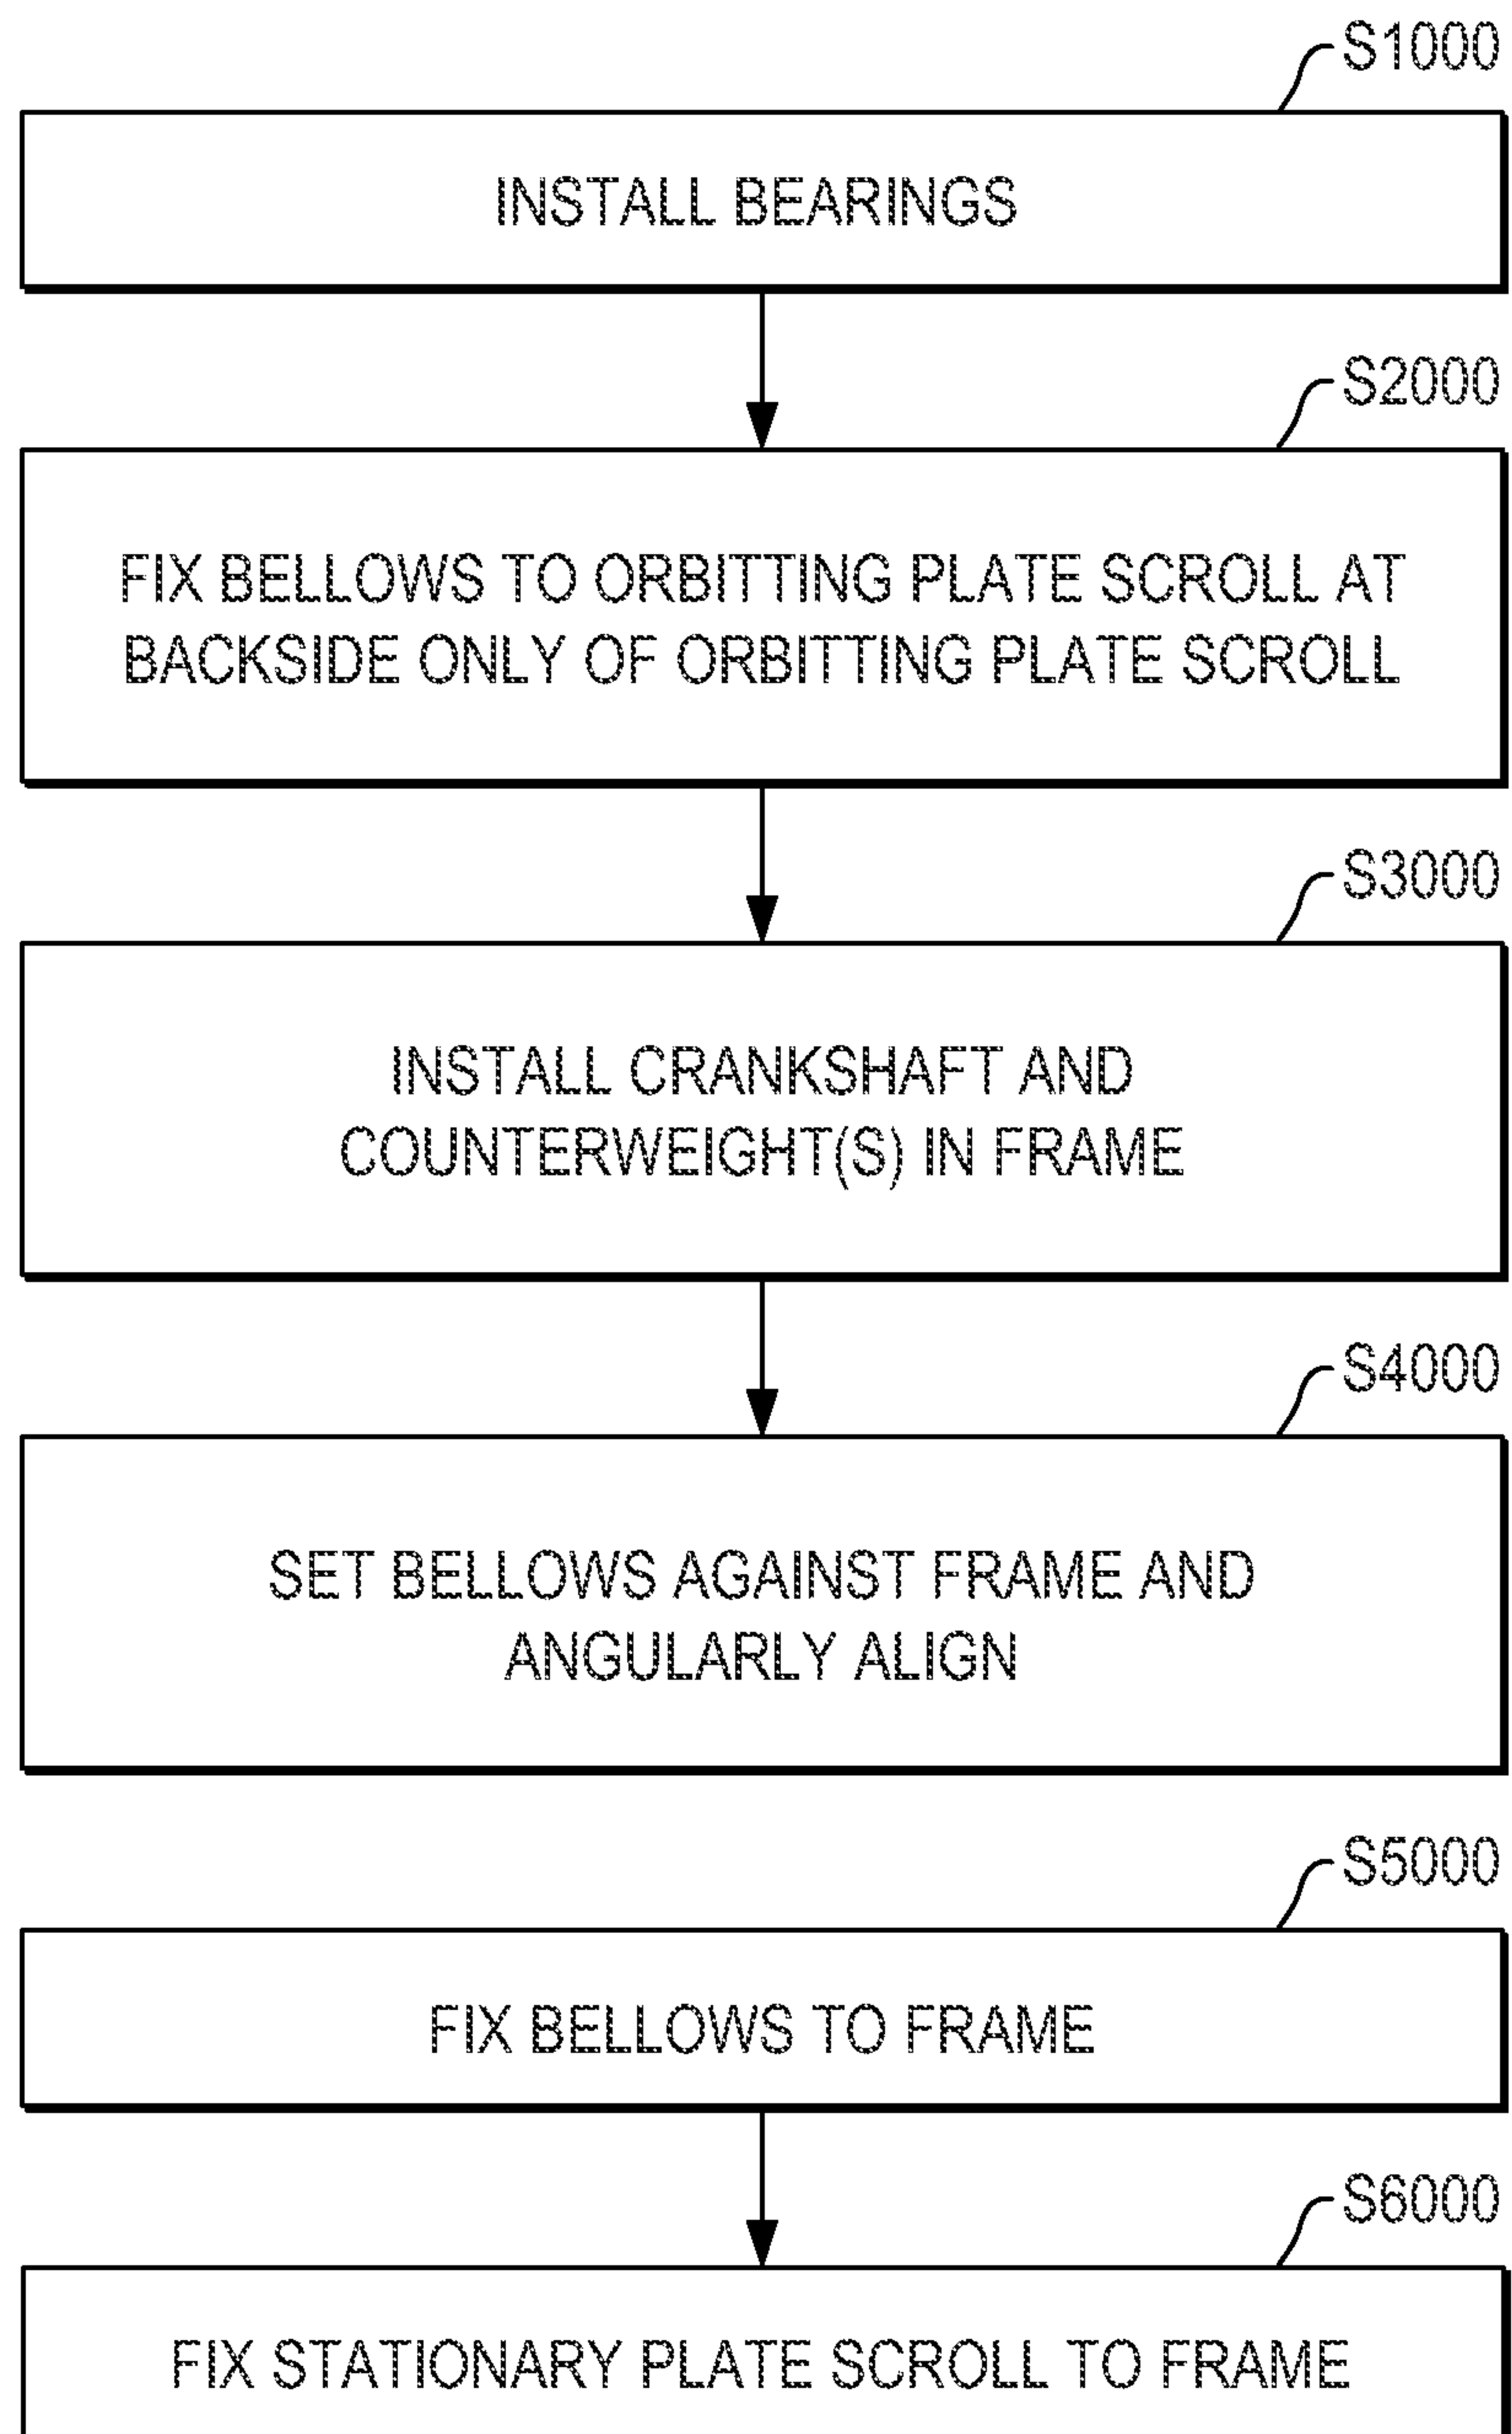 S1000
INSTALL BEARINGS
S2000
FIX BELLOWS TO ORBITTING PLATE SCROLL AT
BACKSIDE ONLY OF ORBITTING PLATE SCROLL
S3000
INSTALL CRANKSHAFT AND
COUNTERWEIGHT(S) IN FRAME
S4000
SET BELLOWS AGAINST FRAME AND
ANGULARLY ALIGN
S5000
FIX BELLOWS TO FRAME
S6000
FIX STATIONARY PLATE SCROLL TO FRAME